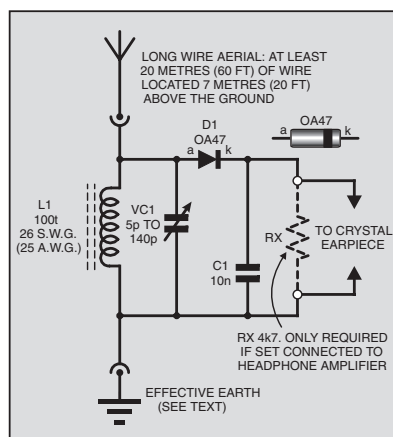 LONG WIRE AERIAL: AT LEAST
20 METRES (60 FT) OF WIRE
LOCATED 7 METRES (20 FT)
ABOVE THE GROUND
D1
OA47
a
k
OA47
a
k
L1
100t
26 S.W.G.
(25 A.W.G.)
VC1
5p TO
140p
C1
10n
RX
TO CRYSTAL
EARPIECE
RX 4k7. ONLY REQUIRED
IF SET CONNECTED TO
HEADPHONE AMPLIFIER
EFFECTIVE EARTH
(SEE TEXT)